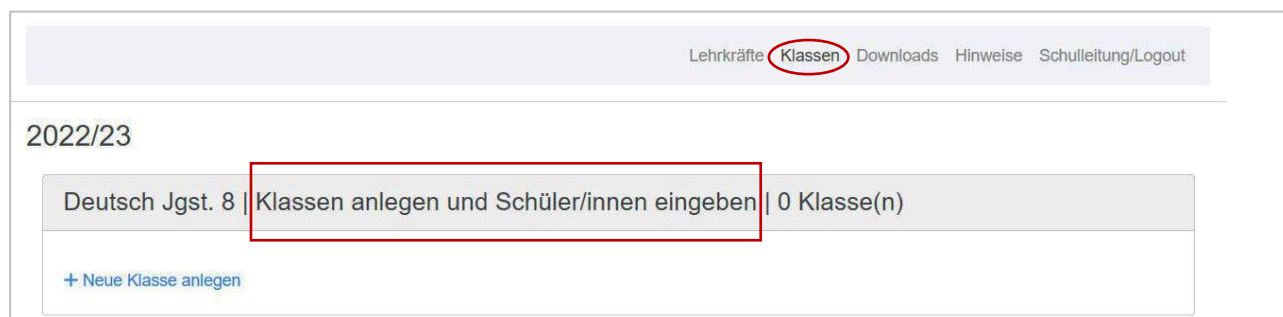 Lehrkräfte Klassen Downloads Hinweise Schulleitung/Logout
2022/23
Deutsch Jgst. 8 | Klassen anlegen und Schüler/innen eingeben | 0 Klasse(n)
+ Neue Klasse anlegen